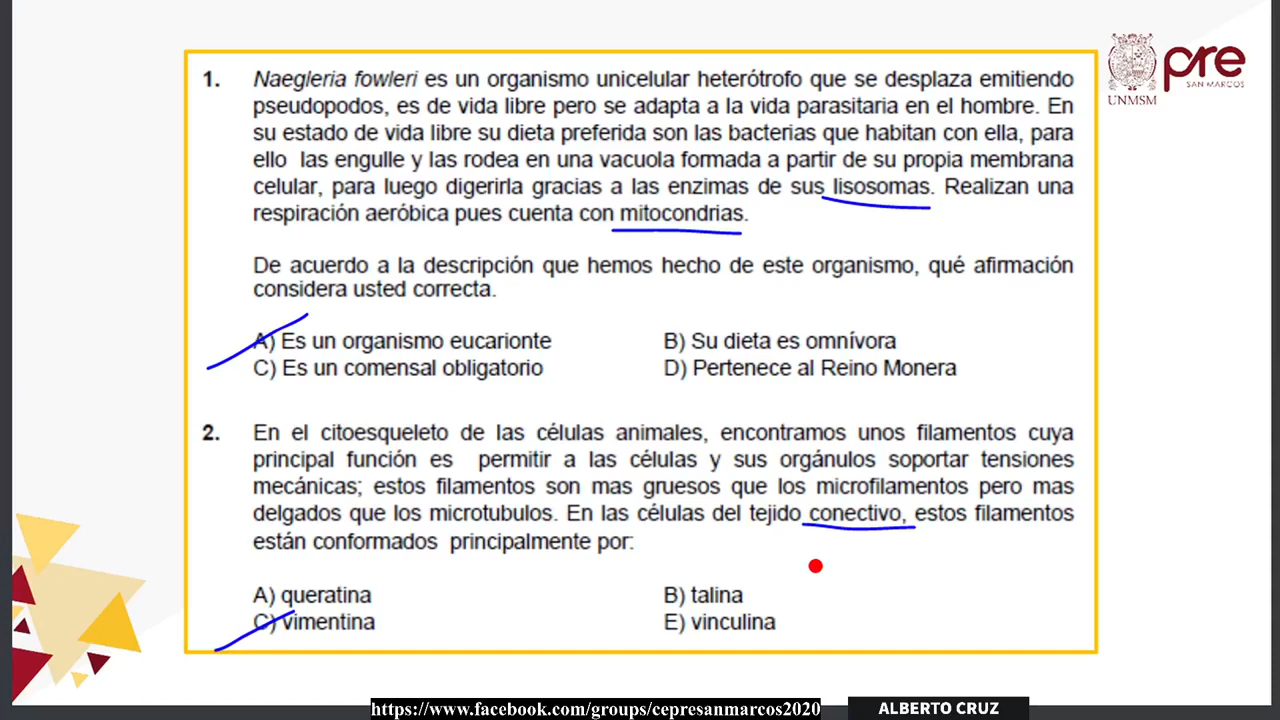 UNMSM
pre
SAN MARCOS
1. Naegleria fowleri es un organismo unicelular heterótrofo que se desplaza emitiendo
pseudopodos, es de vida libre pero se adapta a la vida parasitaria en el hombre. En
su estado de vida libre su dieta preferida son las bacterias que habitan con ella, para
ello las engulle y las rodea en una vacuola formada a partir de su propia membrana
celular, para luego digerirla gracias a las enzimas de sus lisosomas. Realizan una
respiración aeróbica pues cuenta con mitocondrias.
De acuerdo a la descripción que hemos hecho de este organismo, qué afirmación
considera usted correcta.
A) Es un organismo eucarionte B) Su dieta es omnívora
C) Es un comensal obligatorio D) Pertenece al Reino Monera
2. En el citoesqueleto de las células animales, encontramos unos filamentos cuya
principal función es permitir a las células y sus orgánulos soportar tensiones
mecánicas; estos filamentos son mas gruesos que los microfilamentos pero mas
delgados que los microtubulos. En las células del tejido conectivo, estos filamentos
están conformados principalmente por:
A) queratina B) talina
C) vimentina E) vinculina
https://www.facebook.com/groups/cepresanmarcos2020
ALBERTO CRUZ